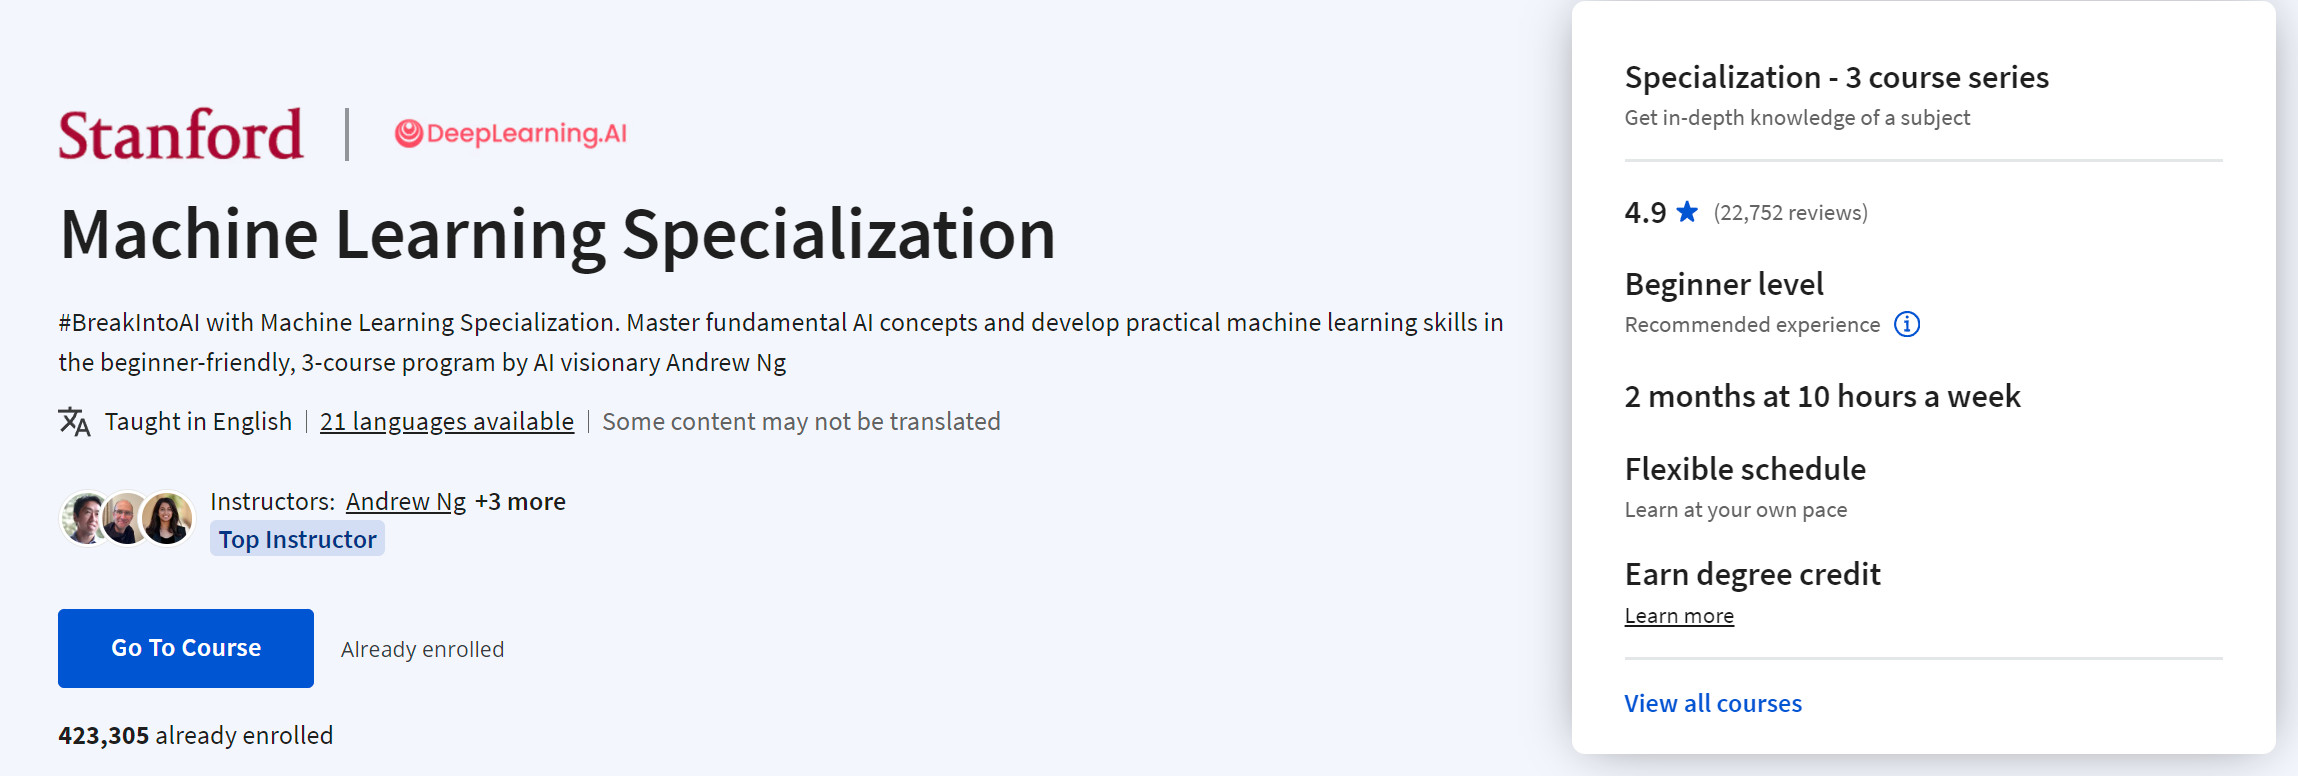 Stanford
DeepLearning.AI
Machine Learning Specialization
#BreakIntoAI with Machine Learning Specialization. Master fundamental AI concepts and develop practical machine learning skills in
the beginner-friendly, 3-course program by AI visionary Andrew Ng
Taught in English
21 languages available
Some content may not be translated
Instructors: Andrew Ng +3 more
Top Instructor
Go To Course
Already enrolled
423,305 already enrolled
Specialization - 3 course series
Get in-depth knowledge of a subject
4.9 ★ (22,752 reviews)
Beginner level
Recommended experience
2 months at 10 hours a week
Flexible schedule
Learn at your own pace
Earn degree credit
Learn more
View all courses